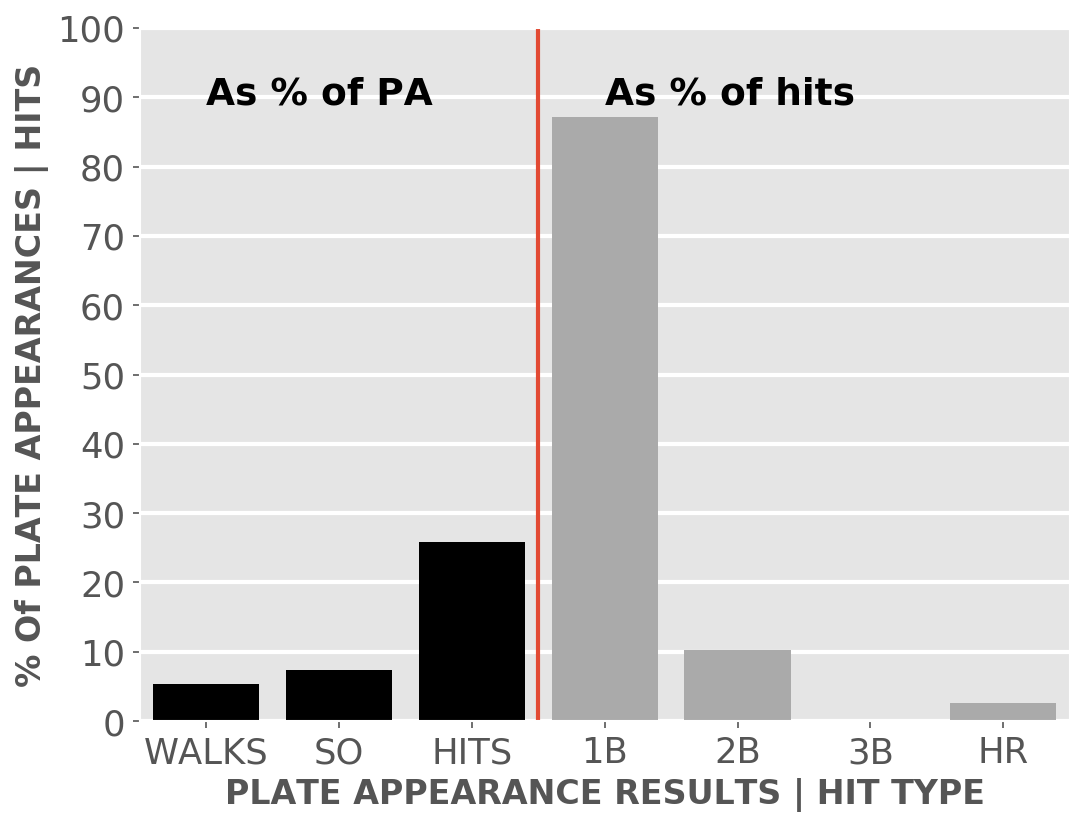 % Of PLATE APPEARANCES | HITS
100
90
80
70
60
50
40
30
20
10
0
As % of PA
As % of hits
WALKS SO HITS 1B 2B 3B HR
PLATE APPEARANCE RESULTS | HIT TYPE